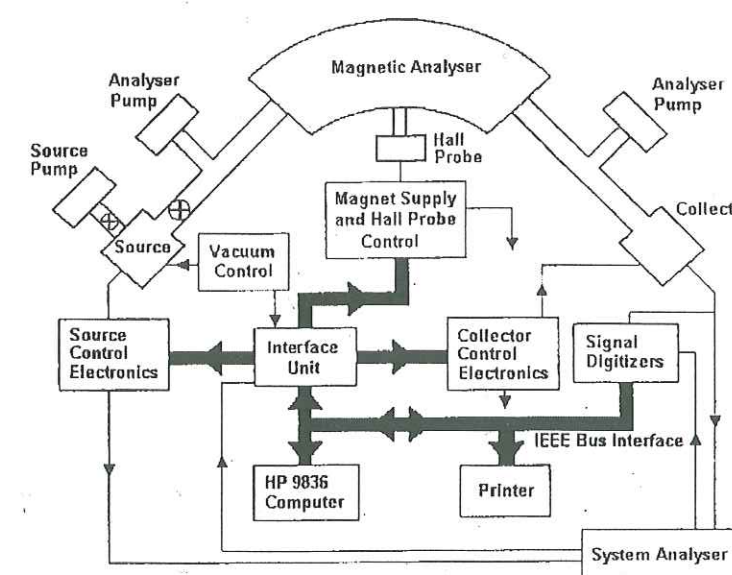 Magnetic Analyser
Analyser
Pump
Analyser
Pump
Source
Pump
Hall
Probe
Magnet Supply
and Hall Probe
Control
Collect
Source
Vacuum
Control
Source
Control
Electronics
Interface
Unit
Collector
Control
Electronics
Signal
Digitizers
IEEE Bus Interface
HP 9836
Computer
Printer
System Analyser